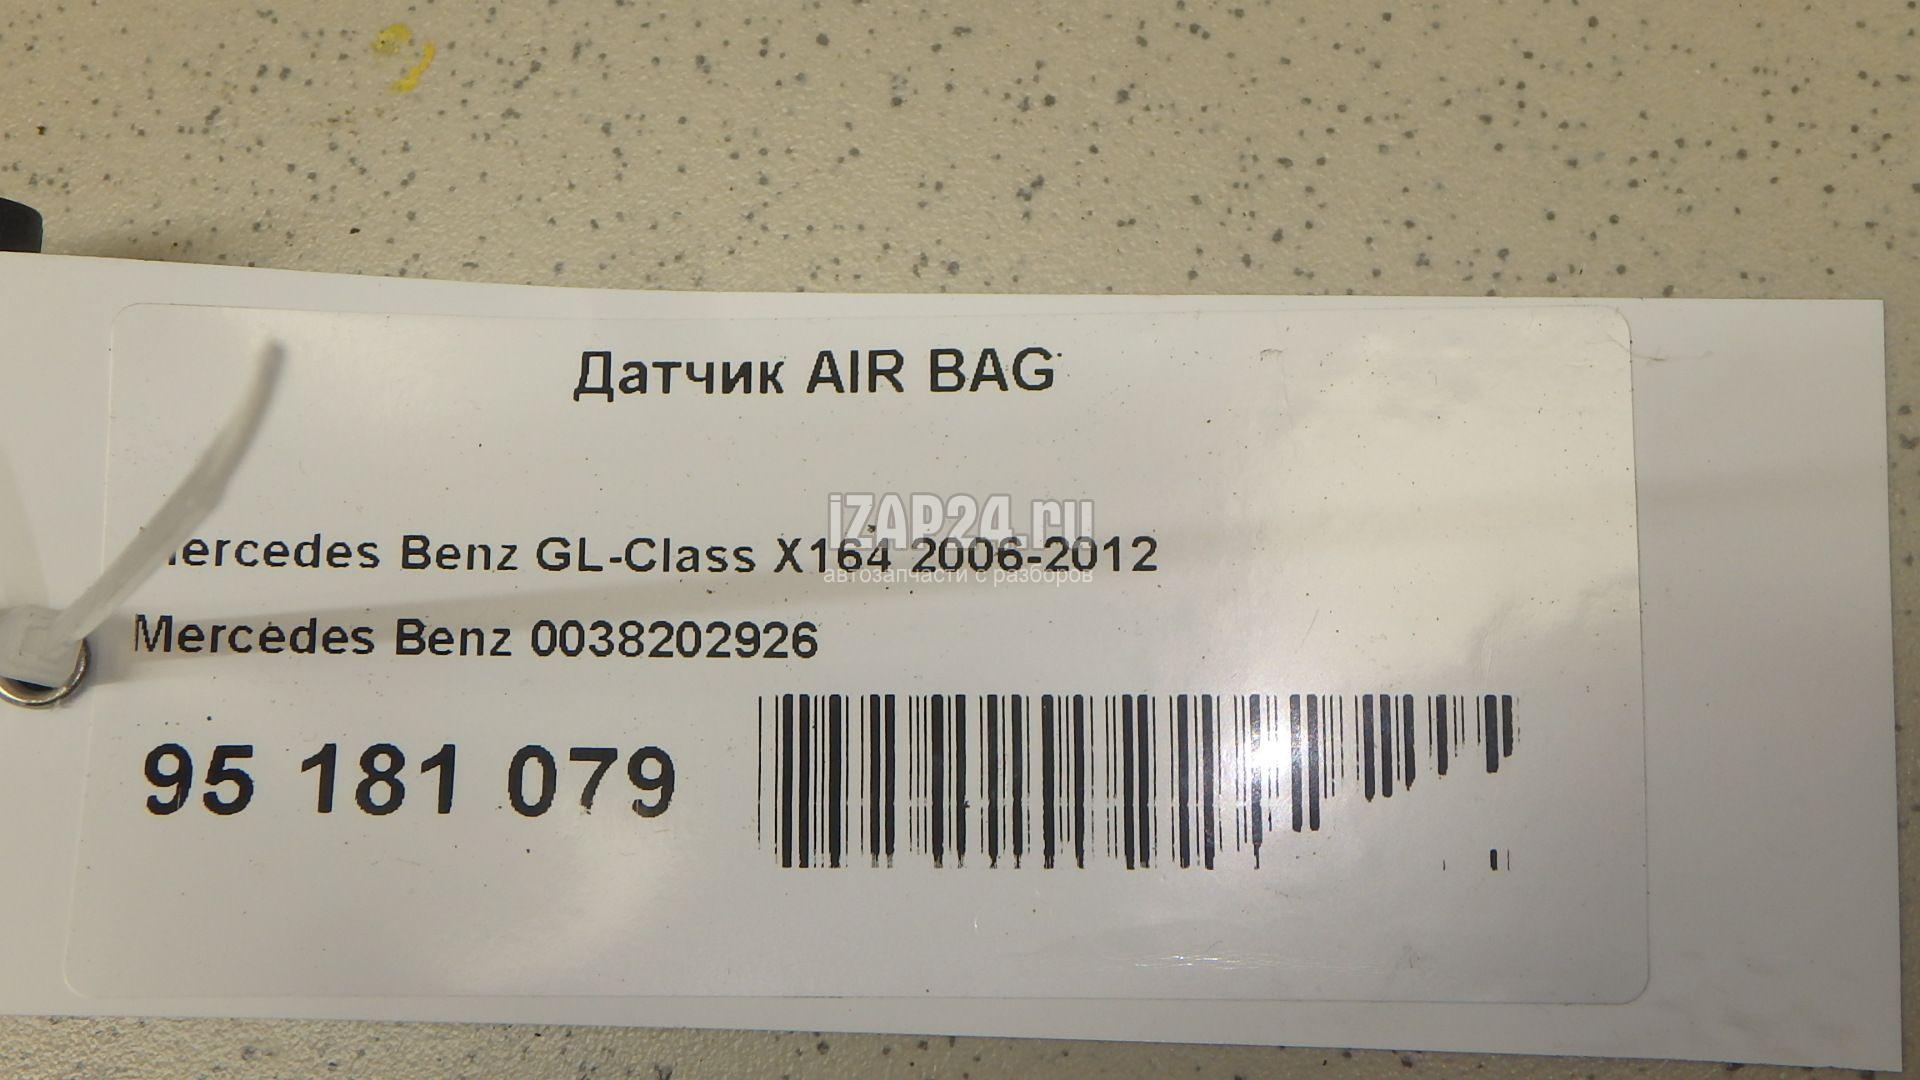 Датчик AIR BAG
iZAP24.ru
Mercedes Benz GL-Class X164 2006-2012
автозапчасти с разборов
Mercedes Benz 0038202926
95 181 079